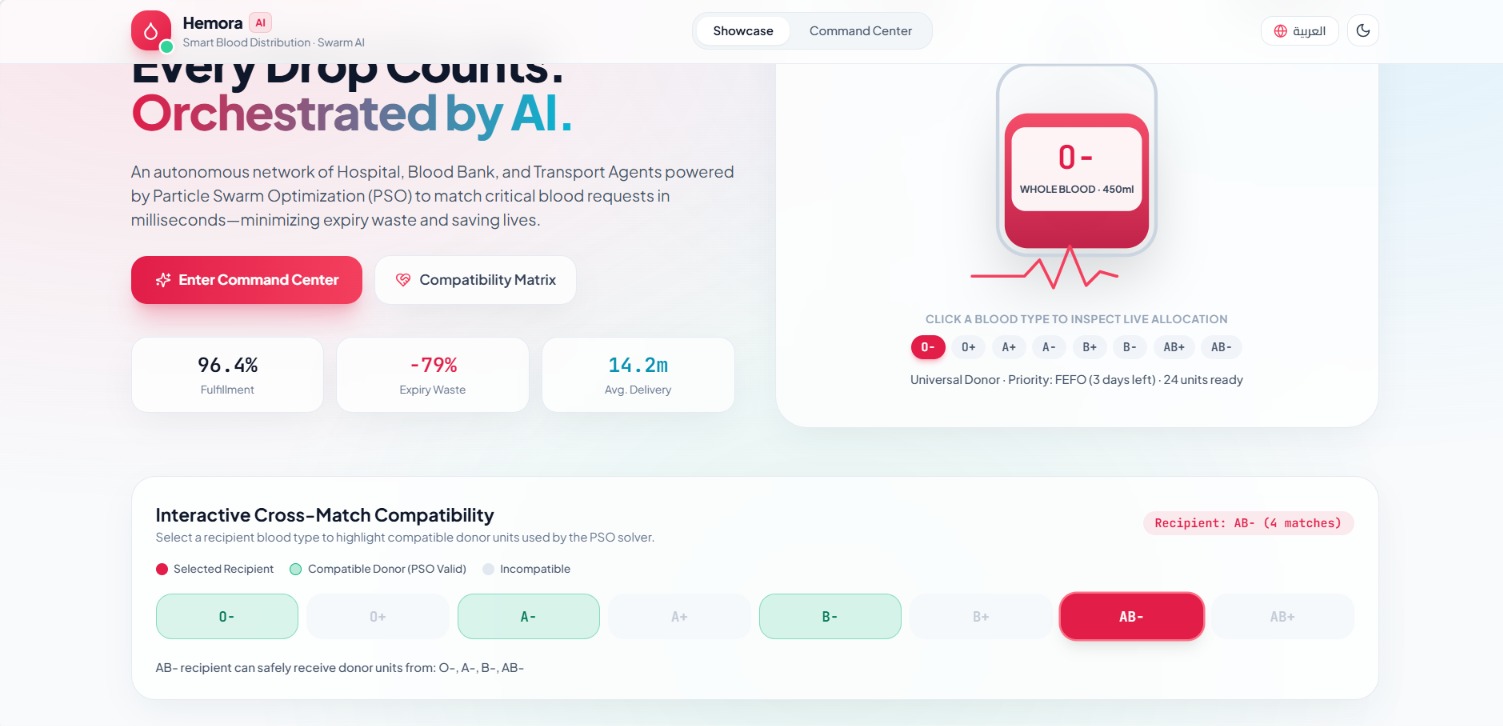 Hemora AI
Smart Blood Distribution · Swarm AI
Showcase
Command Center
العربية
Every Drop Counts.
Orchestrated by AI.
An autonomous network of Hospital, Blood Bank, and Transport Agents powered
by Particle Swarm Optimization (PSO) to match critical blood requests in
milliseconds—minimizing expiry waste and saving lives.
Enter Command Center
Compatibility Matrix
96.4%
Fulfillment
-79%
Expiry Waste
14.2m
Avg. Delivery
O-
WHOLE BLOOD · 450ml
CLICK A BLOOD TYPE TO INSPECT LIVE ALLOCATION
O- O+ A+ A- B+ B- AB+ AB-
Universal Donor · Priority: FEFO (3 days left) · 24 units ready
Interactive Cross-Match Compatibility
Select a recipient blood type to highlight compatible donor units used by the PSO solver.
Recipient: AB- (4 matches)
Selected Recipient Compatible Donor (PSO Valid) Incompatible
O- O+ A- A+ B- B+ AB- AB+
AB- recipient can safely receive donor units from: O-, A-, B-, AB-